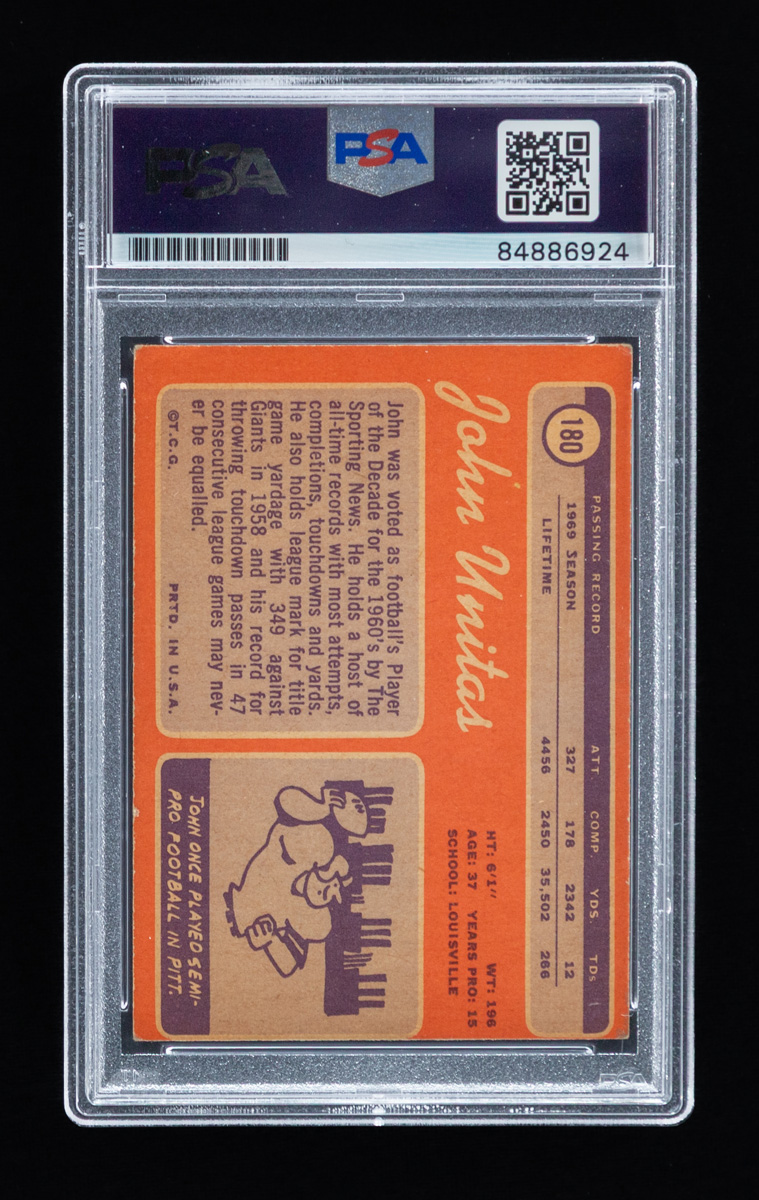 PSA
PSA
84886924
180
PASSING RECORD ATT. COMP. YDS. TDs
1969 SEASON 327 178 2342 12
LIFETIME 4456 2450 35,502 266
John Unitas
HT: 6'1" WT: 196
AGE: 37 YEARS PRO: 15
SCHOOL: LOUISVILLE
John was voted as football's Player
of the Decade for the 1960's by The
Sporting News. He holds a host of
all-time records with most attempts,
completions, touchdowns and yards.
He also holds league mark for title
game yardage with 349 against
Giants in 1958 and his record for
throwing touchdown passes in 47
consecutive league games may nev-
er be equalled.
©T.C.G. PRTD. IN U.S.A.
JOHN ONCE PLAYED SEMI-
PRO FOOTBALL IN PITT.
PSA